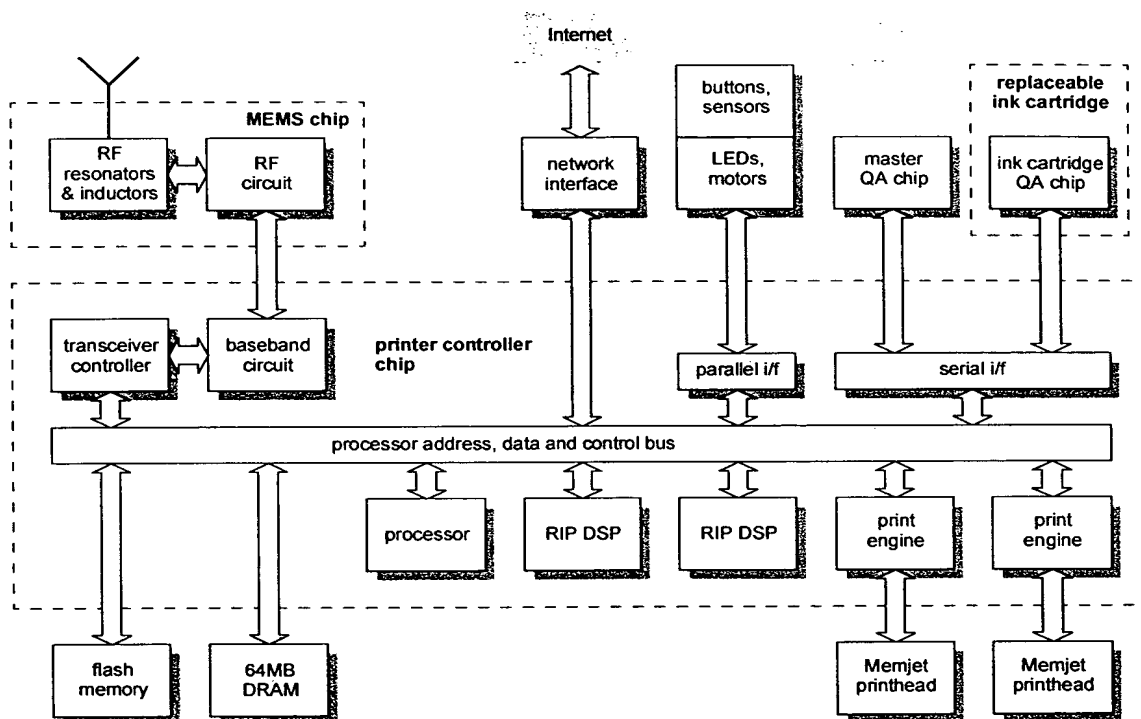 Internet
replaceable
ink cartridge
buttons,
sensors
MEMS chip
RF
resonators
& inductors
RF
circuit
network
interface
LEDs,
motors
master
QA chip
ink cartridge
QA chip
transceiver
controller
baseband
circuit
printer controller
chip
parallel i/f
serial i/f
processor address, data and control bus
processor
RIP DSP
RIP DSP
print
engine
print
engine
flash
memory
64MB
DRAM
Memjet
printhead
Memjet
printhead